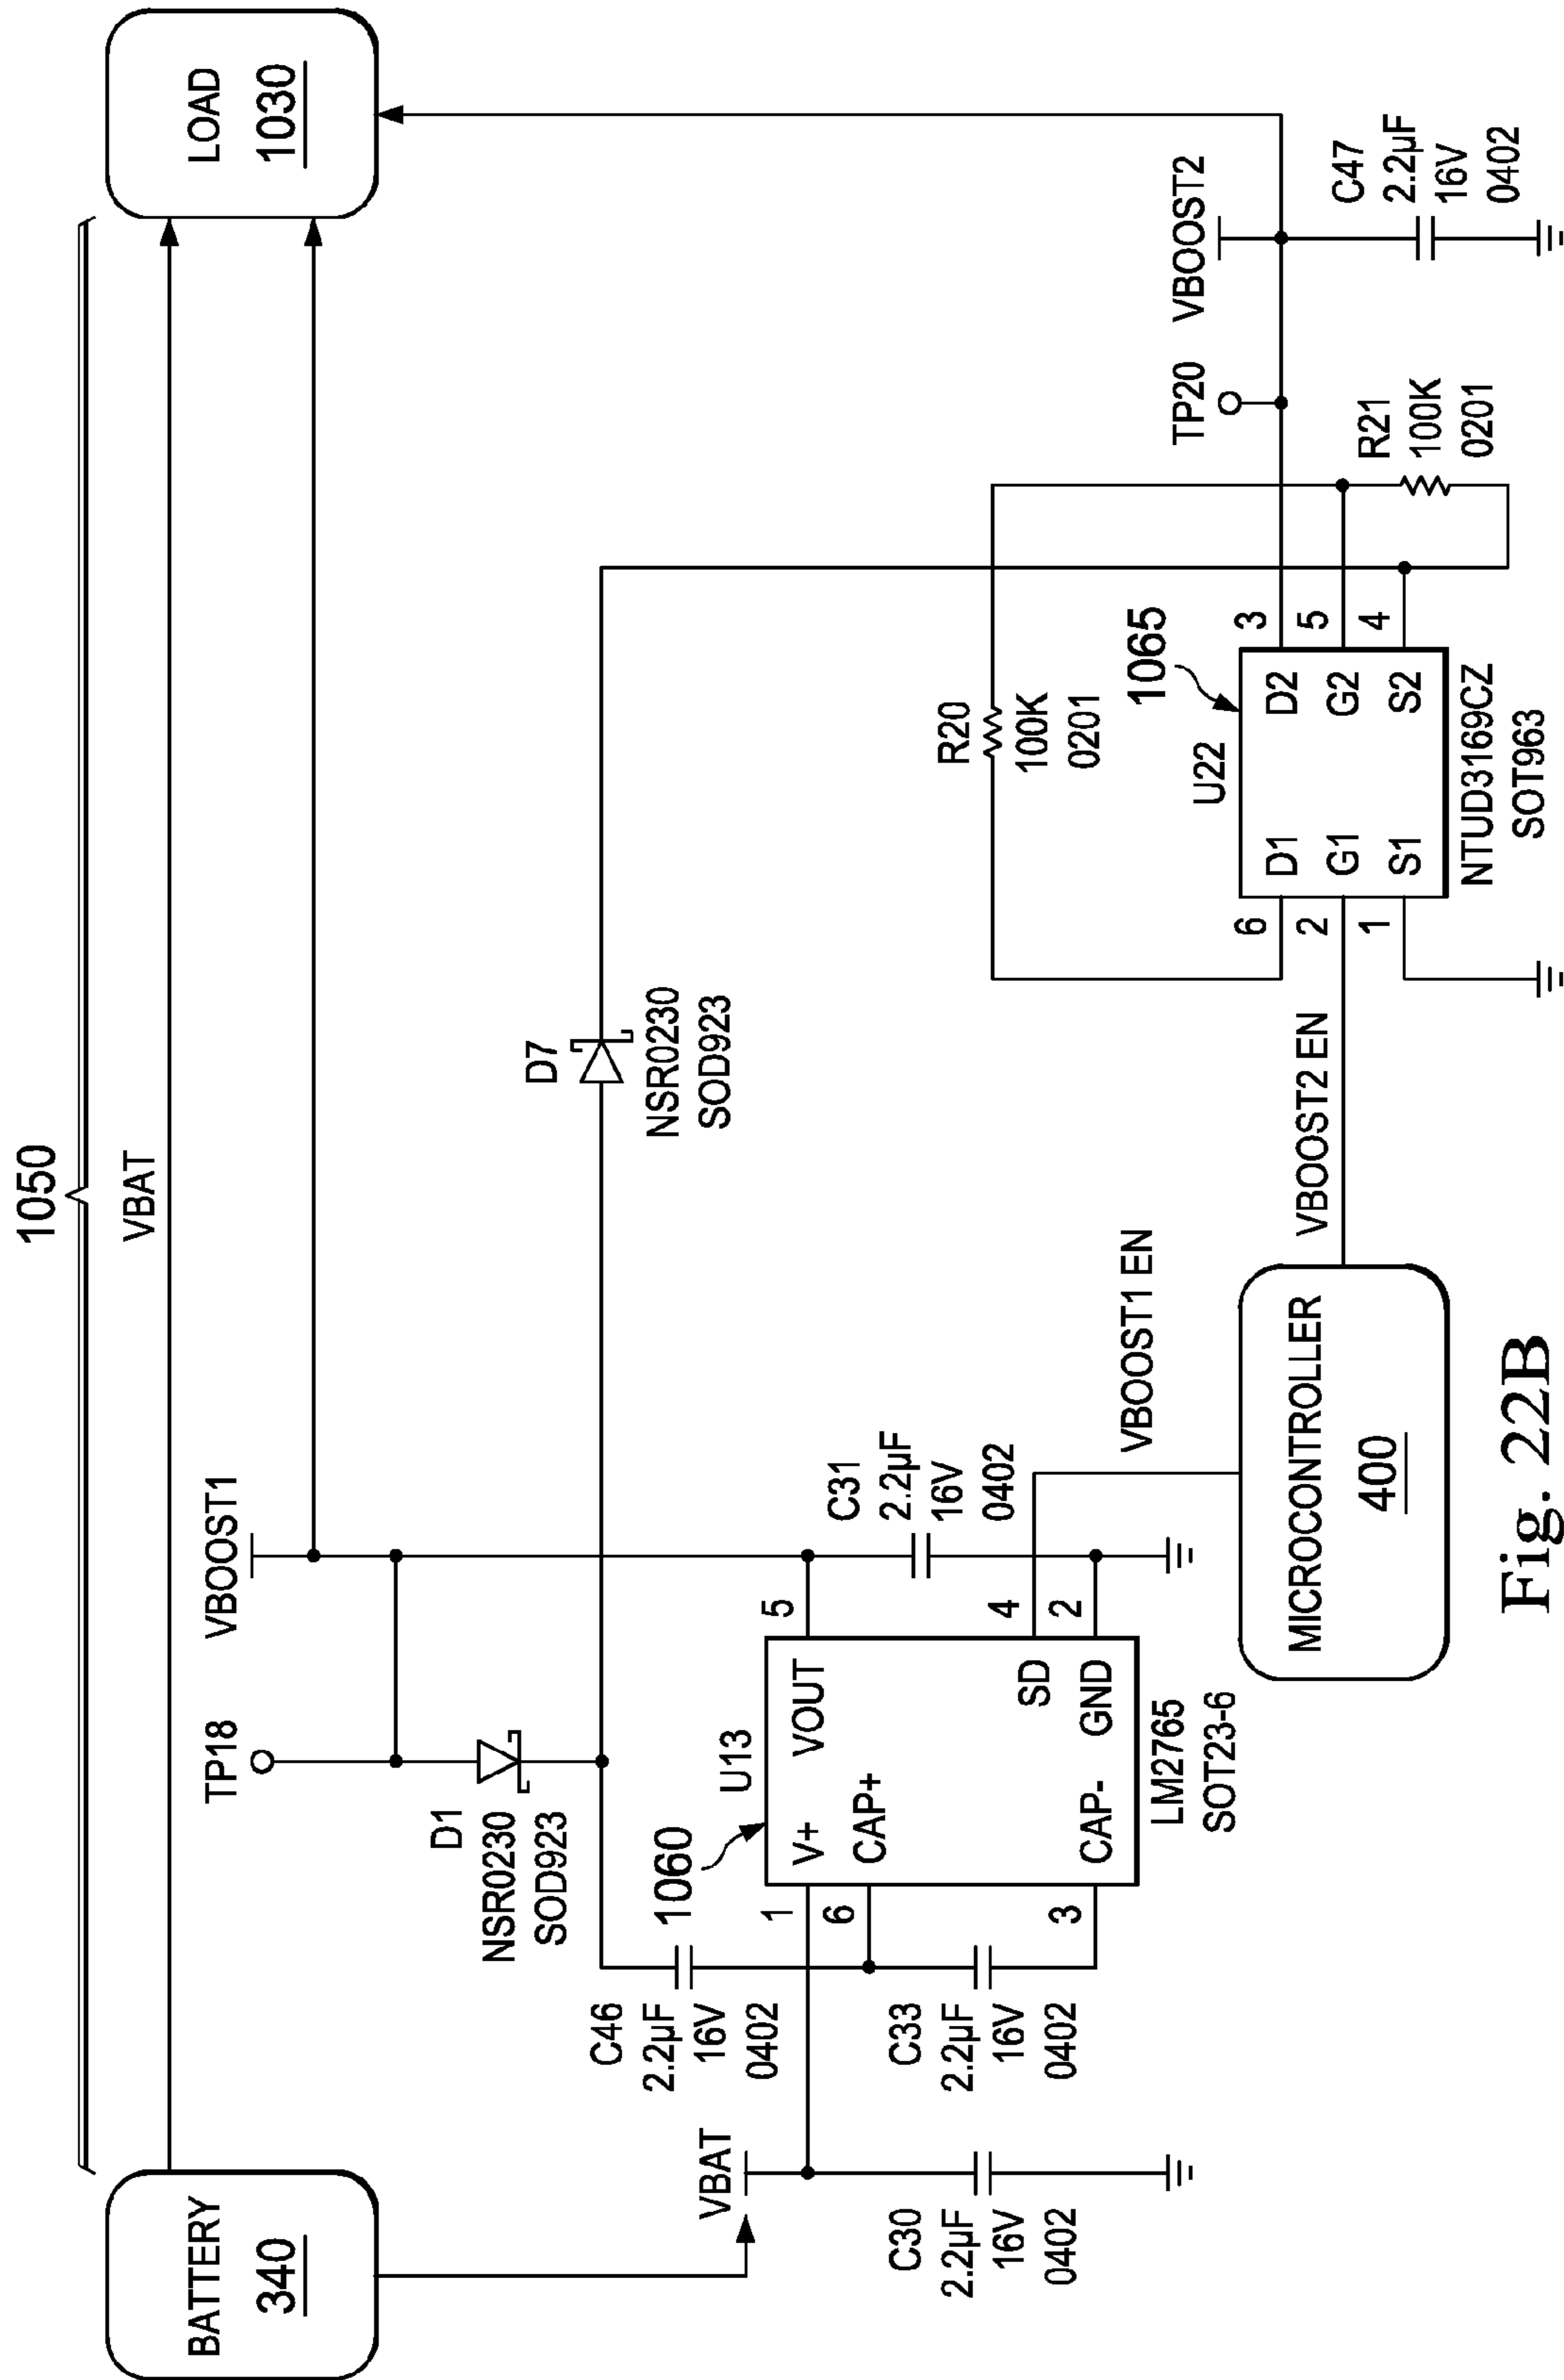 1050
BATTERY
340
VBAT
LOAD
1030
TP18
VBOOST1
D1
NSR0230
SOD923
D7
NSR0230
SOD923
C46
2.2µF
16V
0402
VBAT
C30
2.2µF
16V
0402
C33
2.2µF
16V
0402
1060
U13
1
6
3
V+
CAP+
CAP-
VOUT
SD
GND
5
4
2
LM2765
SOT23-6
C31
2.2µF
16V
0402
VBOOST1 EN
MICROCONTROLLER
400
VBOOST2 EN
R20
100K
0201
1065
U22
6
2
1
D1
G1
S1
D2
G2
S2
3
5
4
NTUD3169CZ
SOT963
TP20
VBOOST2
R21
100K
0201
C47
2.2µF
16V
0402
Fig. 22B